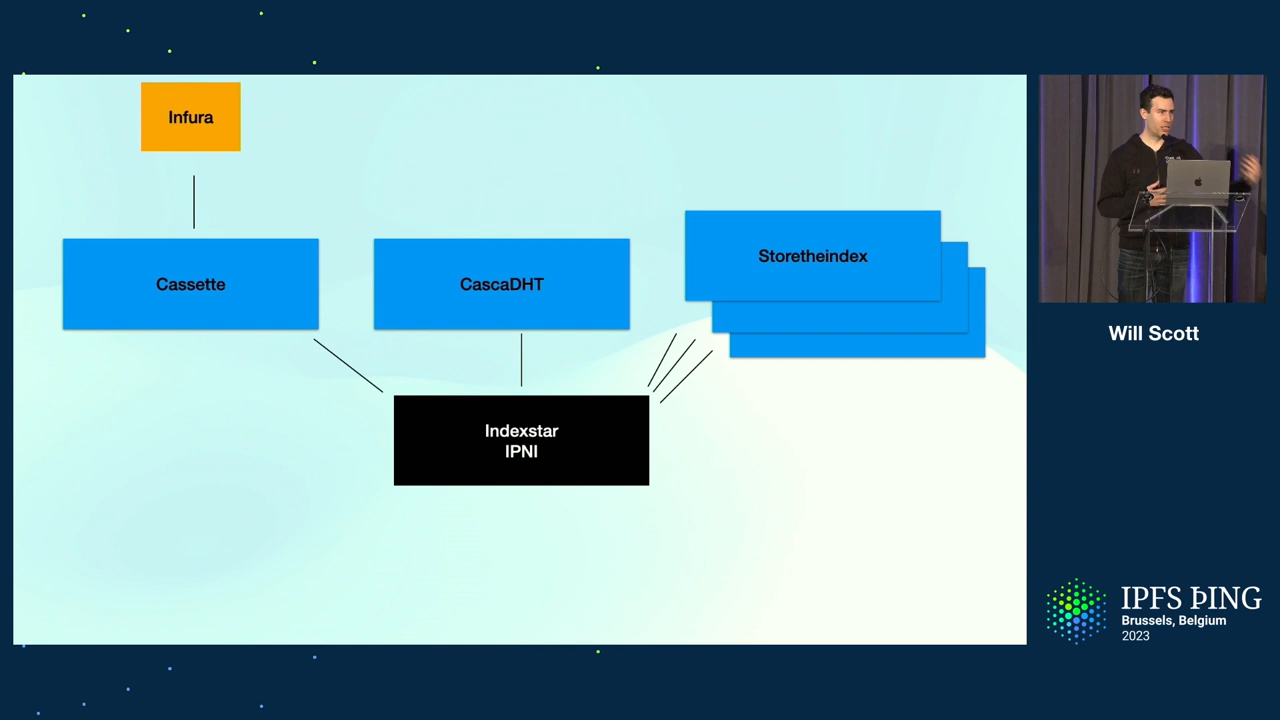 Infura
Cassette
CascaDHT
Storetheindex
Indexstar
IPNI
Will Scott
IPFS ÞING
Brussels, Belgium
2023